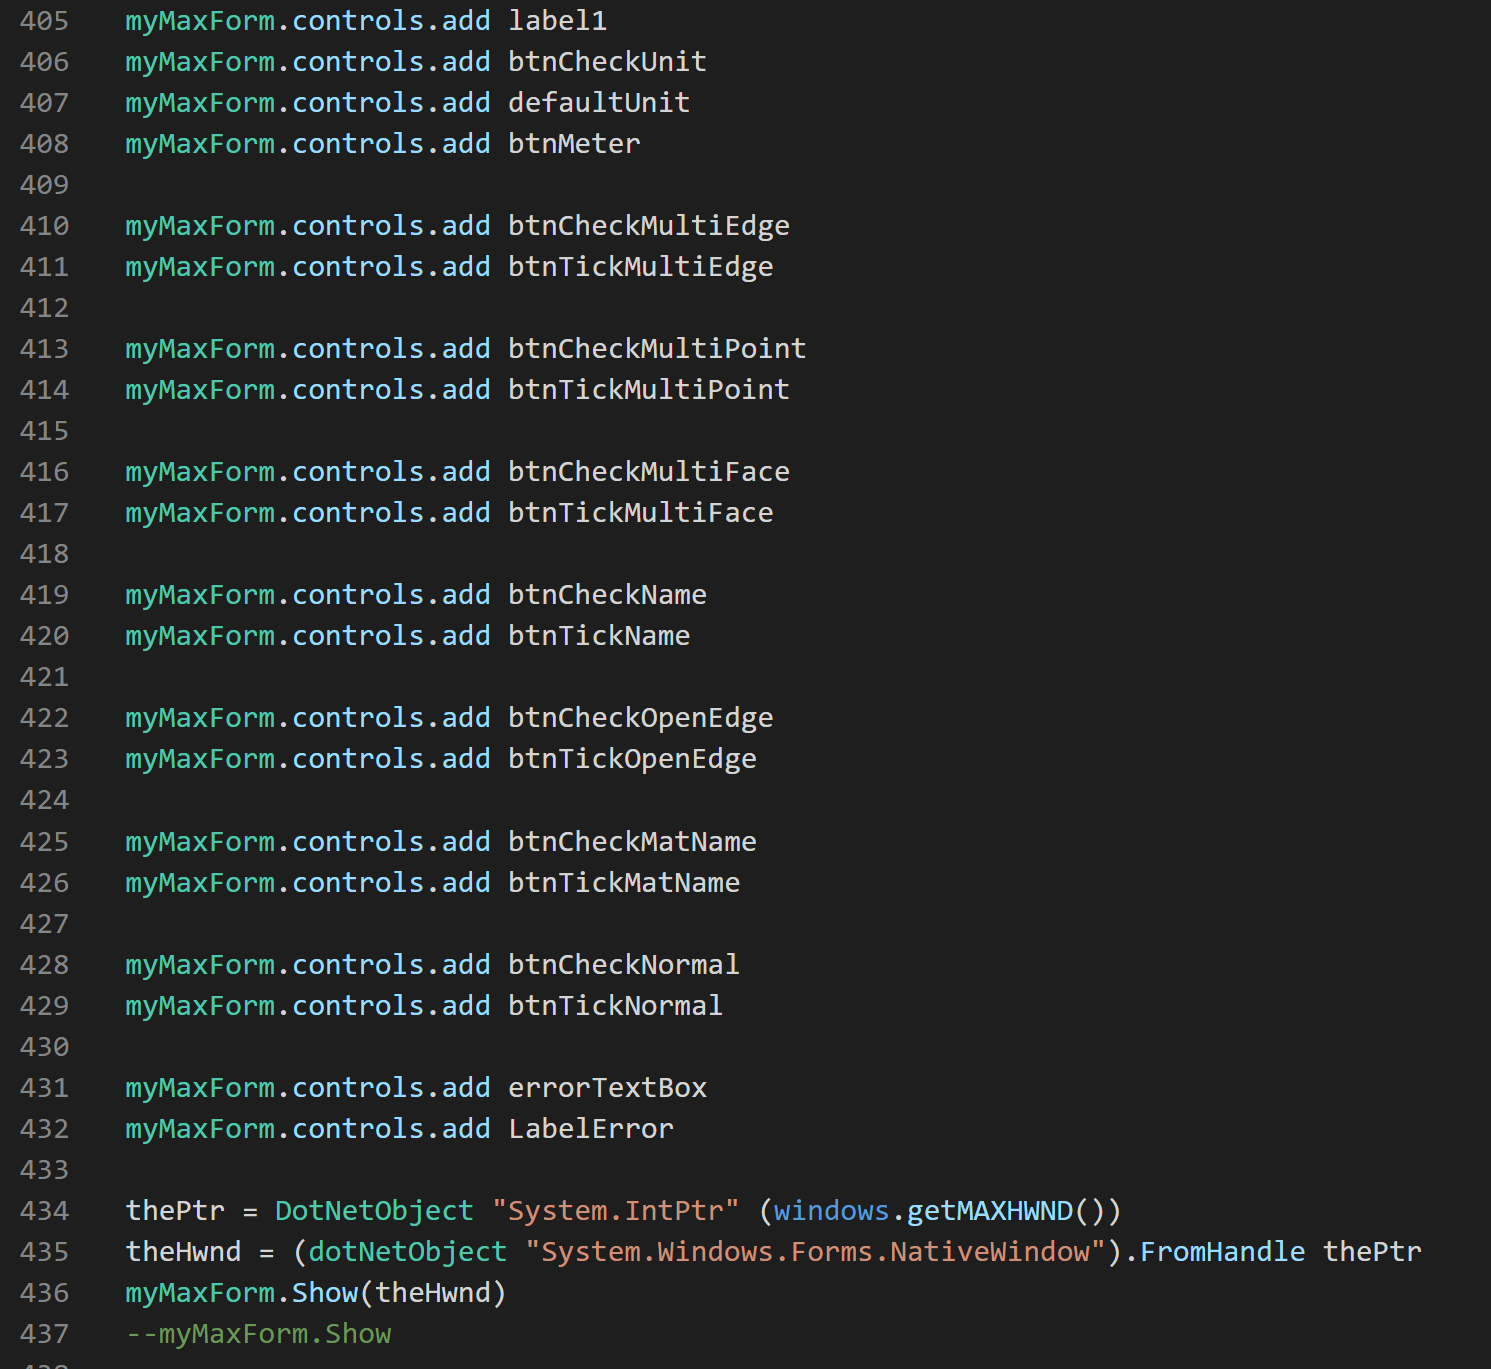 405 myMaxForm.controls.add label1
406 myMaxForm.controls.add btnCheckUnit
407 myMaxForm.controls.add defaultUnit
408 myMaxForm.controls.add btnMeter
409
410 myMaxForm.controls.add btnCheckMultiEdge
411 myMaxForm.controls.add btnTickMultiEdge
412
413 myMaxForm.controls.add btnCheckMultiPoint
414 myMaxForm.controls.add btnTickMultiPoint
415
416 myMaxForm.controls.add btnCheckMultiFace
417 myMaxForm.controls.add btnTickMultiFace
418
419 myMaxForm.controls.add btnCheckName
420 myMaxForm.controls.add btnTickName
421
422 myMaxForm.controls.add btnCheckOpenEdge
423 myMaxForm.controls.add btnTickOpenEdge
424
425 myMaxForm.controls.add btnCheckMatName
426 myMaxForm.controls.add btnTickMatName
427
428 myMaxForm.controls.add btnCheckNormal
429 myMaxForm.controls.add btnTickNormal
430
431 myMaxForm.controls.add errorTextBox
432 myMaxForm.controls.add LabelError
433
434 thePtr = DotNetObject "System.IntPtr" (windows.getMAXHWND())
435 theHwnd = (dotNetObject "System.Windows.Forms.NativeWindow").FromHandle thePtr
436 myMaxForm.Show(theHwnd)
437 --myMaxForm.Show